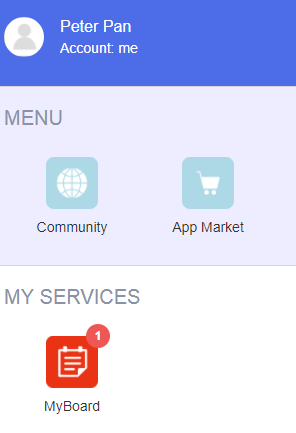 Peter Pan
Account: me
MENU
Community
App Market
MY SERVICES
1
MyBoard